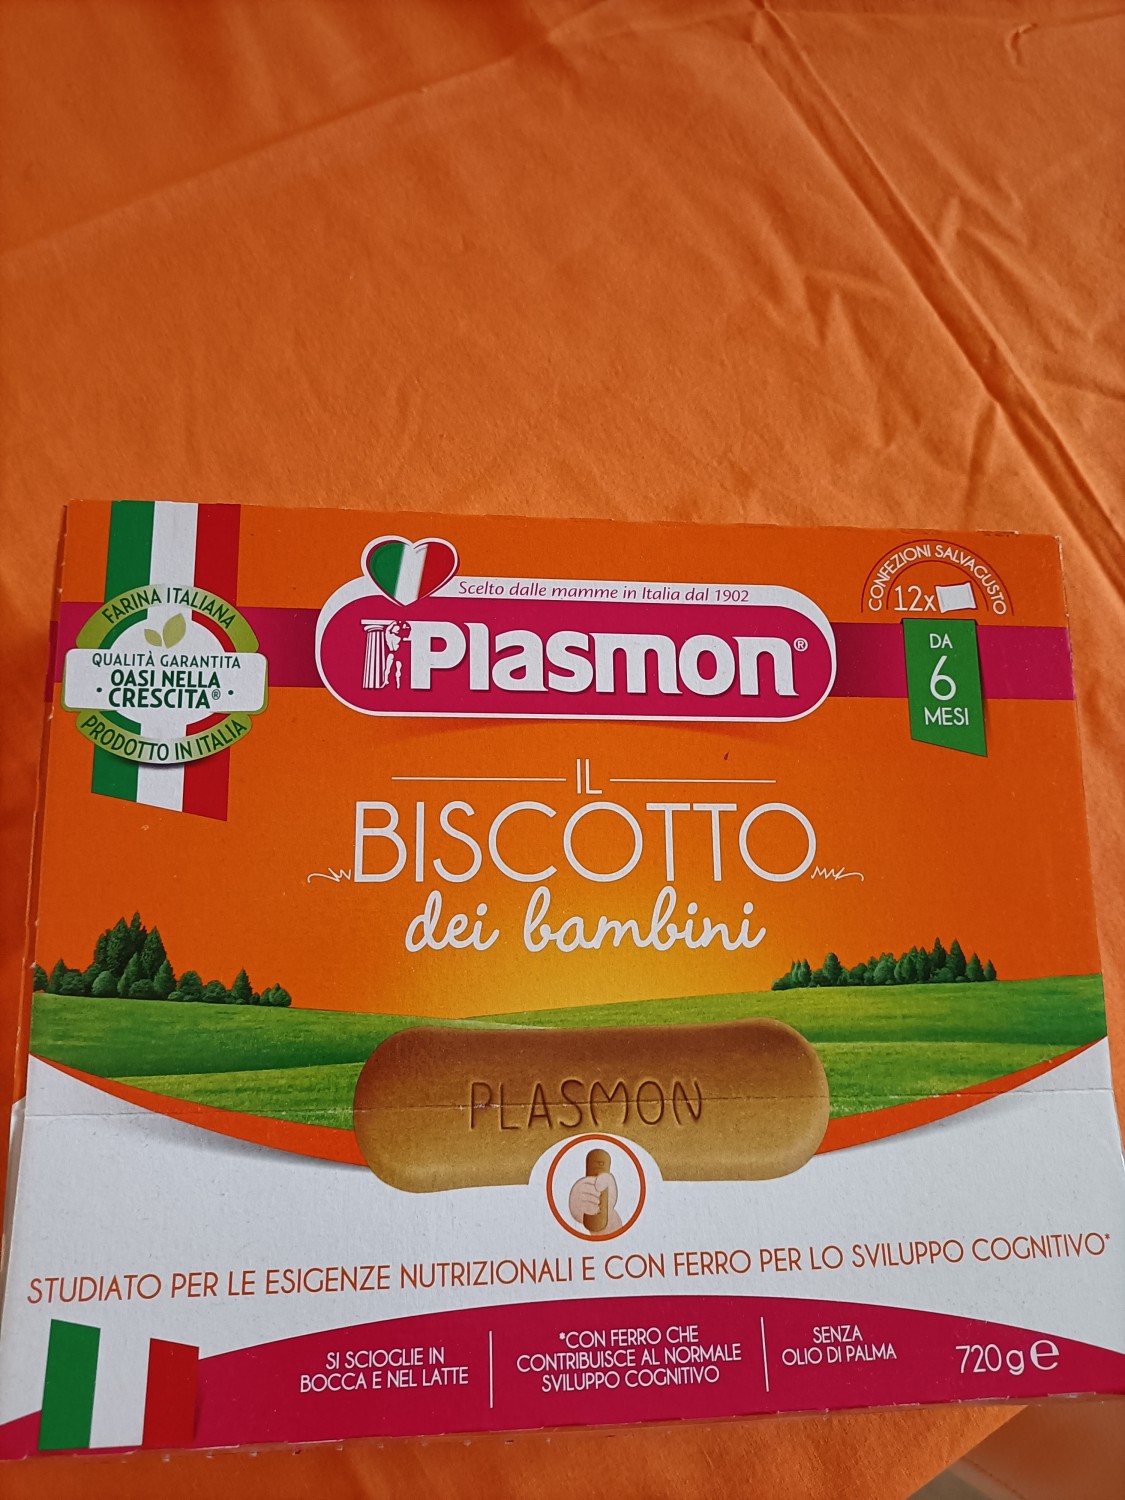 FARINA ITALIANA
QUALITÀ GARANTITA
OASI NELLA
• CRESCITA® •
PRODOTTO IN ITALIA
Scelto dalle mamme in Italia dal 1902
Plasmon®
CONFEZIONI SALVAGUSTO
12x
DA
6
MESI
IL
BISCOTTO
dei bambini
PLASMON
STUDIATO PER LE ESIGENZE NUTRIZIONALI E CON FERRO PER LO SVILUPPO COGNITIVO*
SI SCIOGLIE IN
BOCCA E NEL LATTE
*CON FERRO CHE
CONTRIBUISCE AL NORMALE
SVILUPPO COGNITIVO
SENZA
OLIO DI PALMA
720 g e